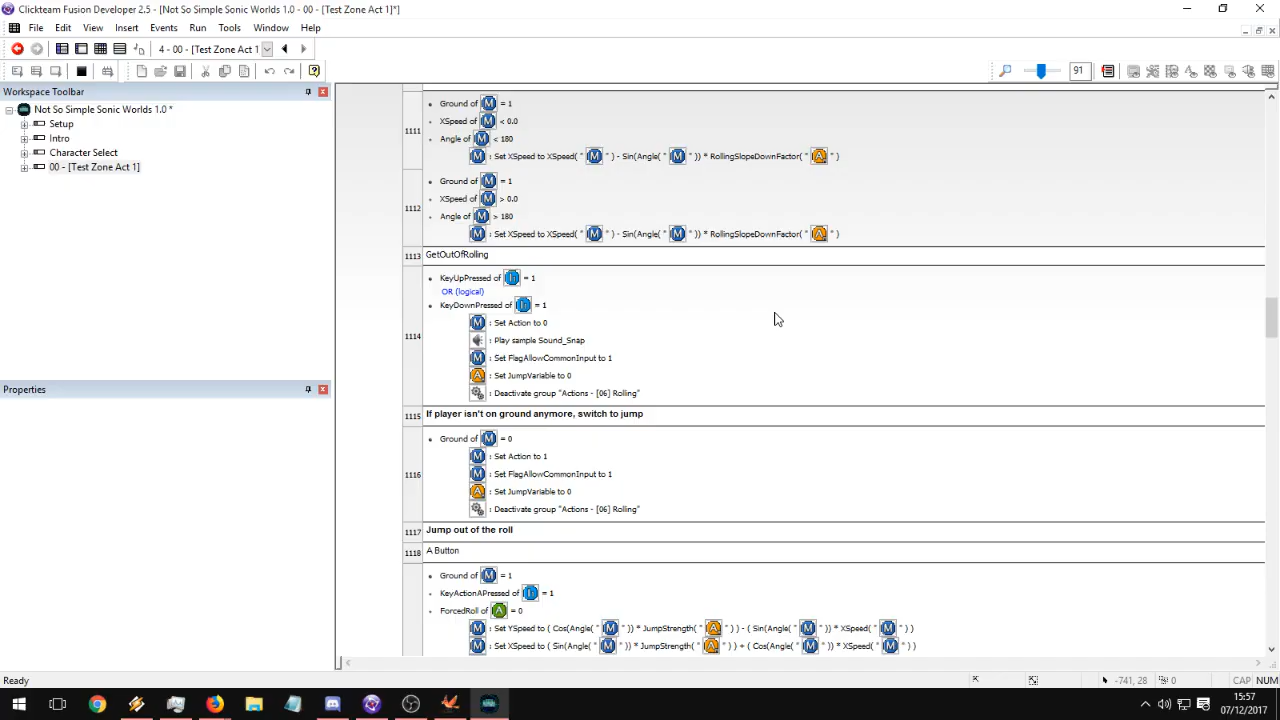 Clickteam Fusion Developer 2.5 - [Not So Simple Sonic Worlds 1.0 - 00 - [Test Zone Act 1]*]
File Edit View Insert Events Run Tools Window Help
4 - 00 - [Test Zone Act 1
91
Workspace Toolbar
Not So Simple Sonic Worlds 1.0 *
Setup
Intro
Character Select
00 - [Test Zone Act 1]
Properties
1111
Ground of M = 1
XSpeed of M < 0.0
Angle of M < 180
M : Set XSpeed to XSpeed( " M " ) - Sin(Angle( " M " )) * RollingSlopeDownFactor( " A " )
1112
Ground of M = 1
XSpeed of M > 0.0
Angle of M > 180
M : Set XSpeed to XSpeed( " M " ) - Sin(Angle( " M " )) * RollingSlopeDownFactor( " A " )
1113 GetOutOfRolling
1114
KeyUpPressed of = 1
OR (logical)
KeyDownPressed of = 1
M : Set Action to 0
: Play sample Sound_Snap
M : Set FlagAllowCommonInput to 1
A : Set JumpVariable to 0
: Deactivate group "Actions - [06] Rolling"
1115 If player isn't on ground anymore, switch to jump
1116
Ground of M = 0
M : Set Action to 1
M : Set FlagAllowCommonInput to 1
A : Set JumpVariable to 0
: Deactivate group "Actions - [06] Rolling"
1117 Jump out of the roll
1118 A Button
Ground of M = 1
KeyActionAPressed of = 1
ForcedRoll of A = 0
M : Set YSpeed to ( Cos(Angle( " M " )) * JumpStrength( " A " ) ) - ( Sin(Angle( " M " )) * XSpeed( " M " ) )
M : Set XSpeed to ( Sin(Angle( " M " )) * JumpStrength( " A " ) ) + ( Cos(Angle( " M " )) * XSpeed( " M " ) )
Ready
-741, 28
0
CAP NUM
15:57
07/12/2017